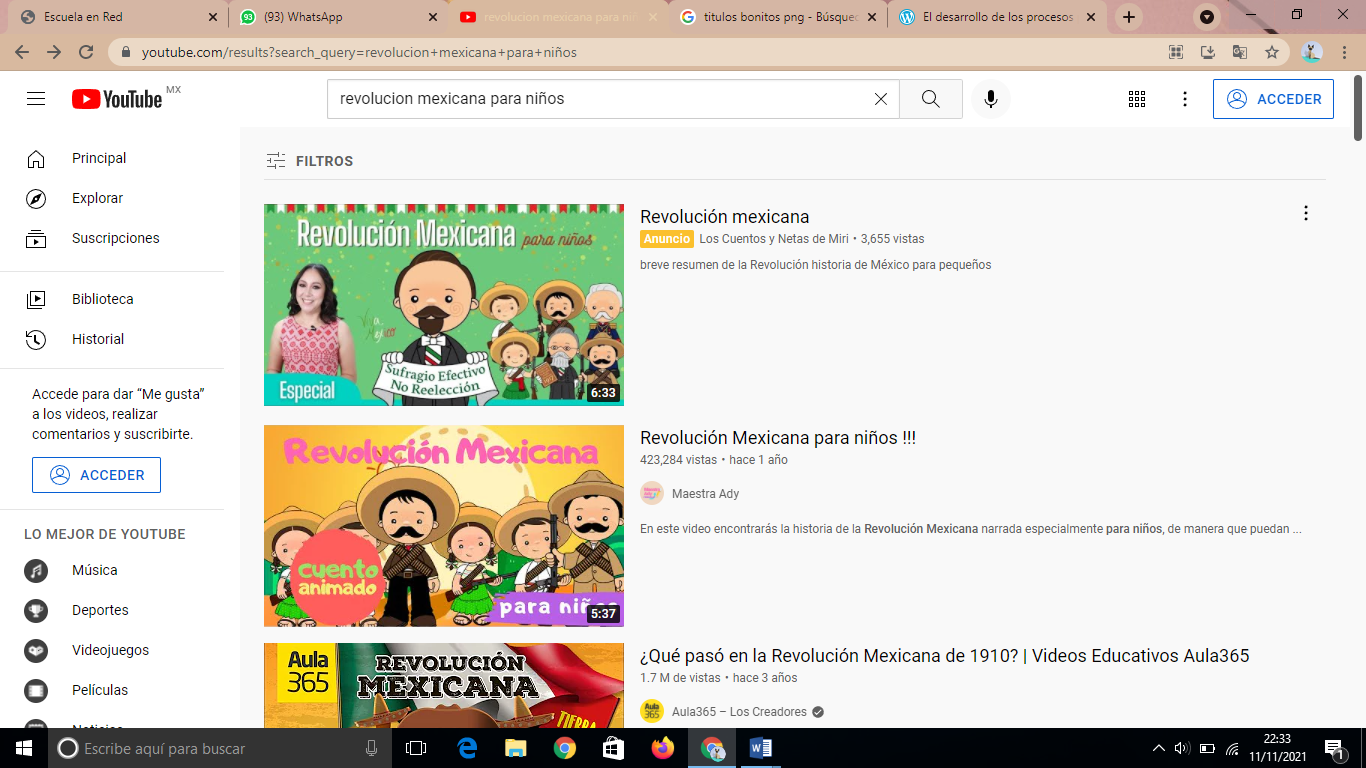 Escuela en Red
(93) WhatsApp
revolucion mexicana para niñ
titulos bonitos png - Búsque
El desarrollo de los procesos
youtube.com/results?search_query=revolucion+mexicana+para+niños
YouTube MX
revolucion mexicana para niños
ACCEDER
Principal
Explorar
Suscripciones
Biblioteca
Historial
Accede para dar “Me gusta”
a los videos, realizar
comentarios y suscribirte.
ACCEDER
LO MEJOR DE YOUTUBE
Música
Deportes
Videojuegos
Películas
Noticias
FILTROS
Revolución Mexicana para niños
Viva
México
Sufragio Efectivo
No Reelección
Especial
6:33
Revolución mexicana
Anuncio Los Cuentos y Netas de Miri • 3,655 vistas
breve resumen de la Revolución historia de México para pequeños
Revolución Mexicana
cuento
animado
para niños
5:37
Revolución Mexicana para niños !!!
423,284 vistas • hace 1 año
Maestra Ady
En este video encontrarás la historia de la Revolución Mexicana narrada especialmente para niños, de manera que puedan ...
Aula
365
REVOLUCIÓN
MEXICANA
TIERRA
¿Qué pasó en la Revolución Mexicana de 1910? | Videos Educativos Aula365
1.7 M de vistas • hace 3 años
Aula
365
Aula365 – Los Creadores
Escribe aquí para buscar
22:33
11/11/2021
1